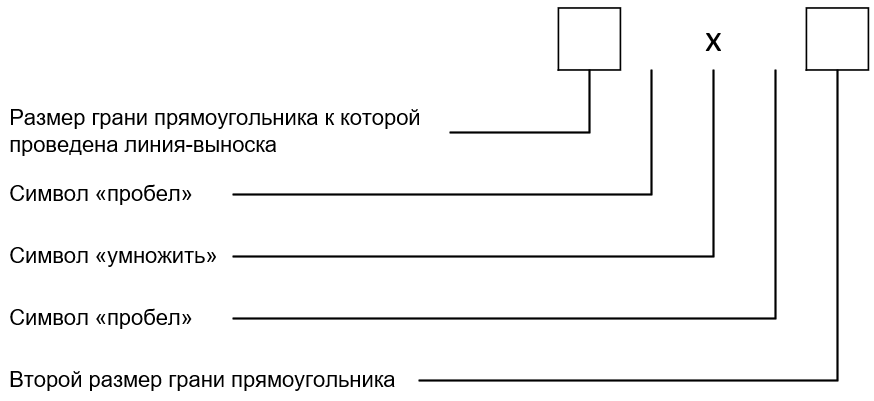 х
Размер грани прямоугольника к которой
проведена линия-выноска
Символ «пробел»
Символ «умножить»
Символ «пробел»
Второй размер грани прямоугольника